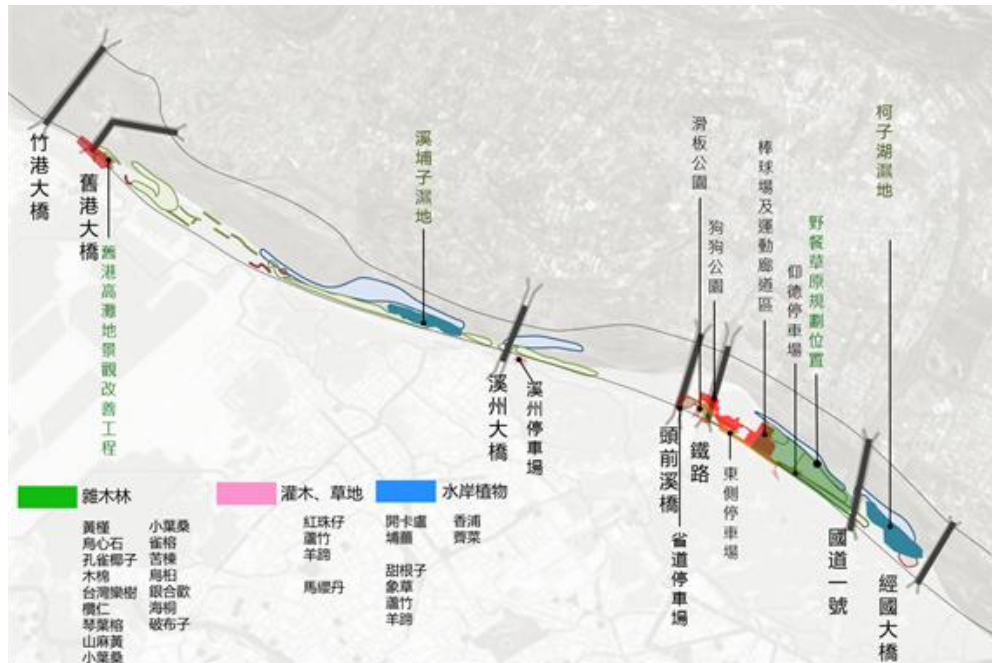 竹港大橋
舊港大橋
舊港高灘地景觀改善工程
溪埔子濕地
溪州大橋
溪州停車場
滑板公園
狗狗公園
棒球場及運動廊道區
仰德停車場
野餐草原規劃位置
柯子湖濕地
頭前溪橋
鐵路
東側停車場
省道停車場
國道一號
經國大橋
雜木林
黃槿
烏心石
孔雀椰子
木棉
台灣欒樹
欖仁
琴葉榕
山麻黃
小葉桑
小葉桑
雀榕
苦楝
烏桕
銀合歡
海桐
破布子
灌木、草地
紅珠仔
蘆竹
羊蹄
馬纓丹
水岸植物
開卡蘆
埔薑
甜根子
象草
蘆竹
羊蹄
香蒲
薺菜